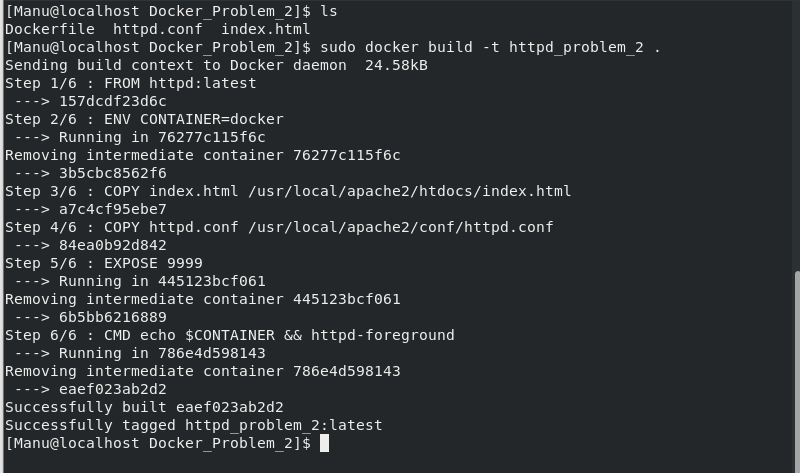 [Manu@localhost Docker_Problem_2]$ ls
Dockerfile  httpd.conf  index.html
[Manu@localhost Docker_Problem_2]$ sudo docker build -t httpd_problem_2 .
Sending build context to Docker daemon  24.58kB
Step 1/6 : FROM httpd:latest
 ---> 157dcdf23d6c
Step 2/6 : ENV CONTAINER=docker
 ---> Running in 76277c115f6c
Removing intermediate container 76277c115f6c
 ---> 3b5cbc8562f6
Step 3/6 : COPY index.html /usr/local/apache2/htdocs/index.html
 ---> a7c4cf95ebe7
Step 4/6 : COPY httpd.conf /usr/local/apache2/conf/httpd.conf
 ---> 84ea0b92d842
Step 5/6 : EXPOSE 9999
 ---> Running in 445123bcf061
Removing intermediate container 445123bcf061
 ---> 6b5bb6216889
Step 6/6 : CMD echo $CONTAINER && httpd-foreground
 ---> Running in 786e4d598143
Removing intermediate container 786e4d598143
 ---> eaef023ab2d2
Successfully built eaef023ab2d2
Successfully tagged httpd_problem_2:latest
[Manu@localhost Docker_Problem_2]$